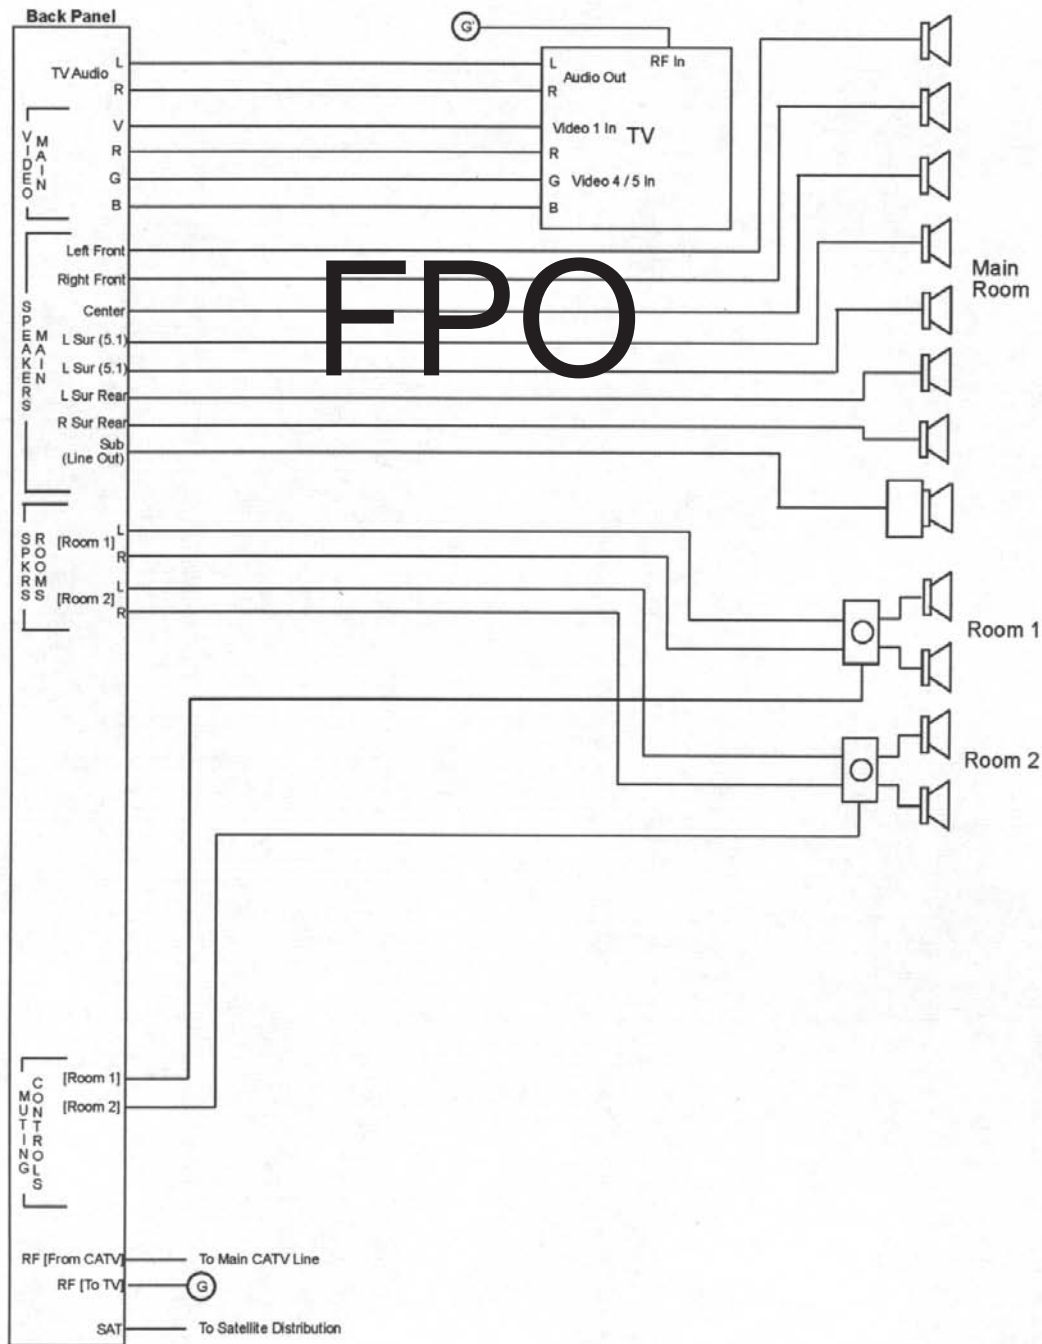 Back Panel
G'
TV Audio
L
R
L
Audio Out
R
RF In
MAIN
VIDEO
V
R
G
B
Video 1 In
TV
R
G
Video 4 / 5 In
B
MAIN
SPEAKERS
Left Front
Right Front
Center
L Sur (5.1)
L Sur (5.1)
L Sur Rear
R Sur Rear
Sub
(Line Out)
FPO
Main
Room
ROOMS
SPKRS
[Room 1]
L
R
[Room 2]
L
R
Room 1
Room 2
CONTROLS
MUTING
[Room 1]
[Room 2]
RF [From CATV]
To Main CATV Line
RF [To TV]
G
SAT
To Satellite Distribution